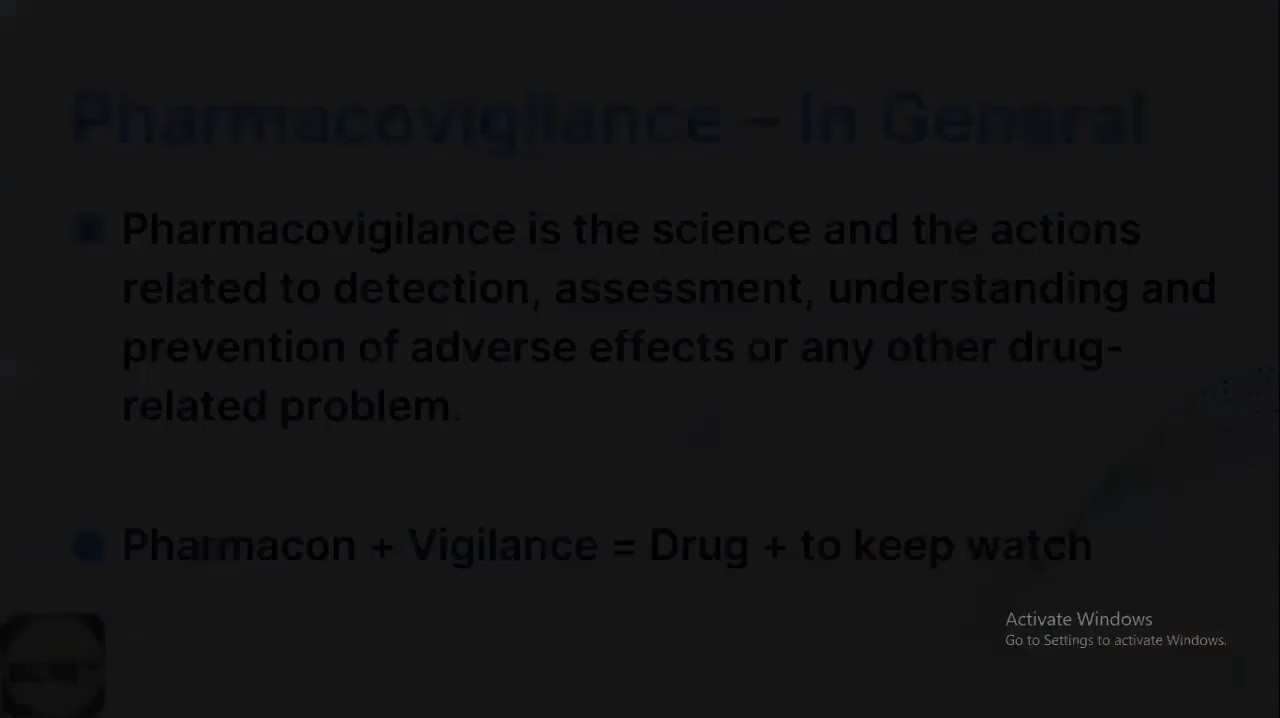 Pharmacovigilance – In General
Pharmacovigilance is the science and the actions
related to detection, assessment, understanding and
prevention of adverse effects or any other drug-
related problem.
Pharmacon + Vigilance = Drug + to keep watch
Activate Windows
Go to Settings to activate Windows.